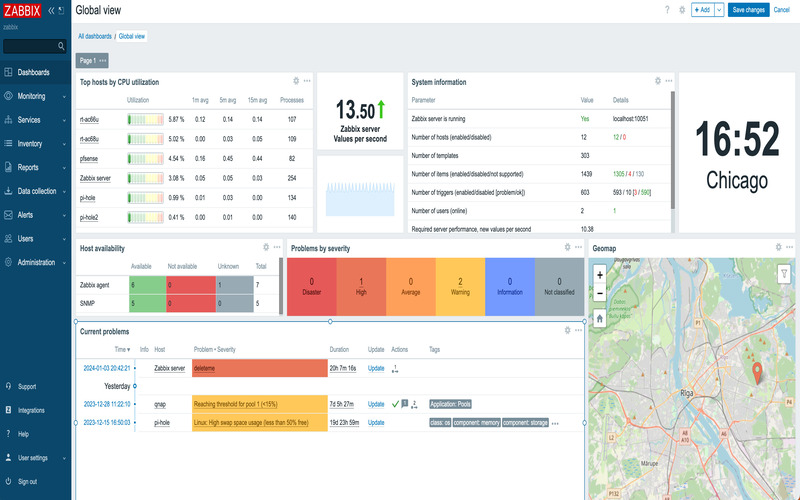 ZABBIX
zabbix
Dashboards
Monitoring
Services
Inventory
Reports
Data collection
Alerts
Users
Administration
Support
Integrations
Help
User settings
Sign out
Global view
? + Add Save changes Cancel
All dashboards / Global view
Page 1
Top hosts by CPU utilization
Utilization 1m avg 5m avg 15m avg Processes
rt-ac66u 5.87 % 0.12 0.14 0.14 107
rt-ac68u 5.02 % 0.00 0.03 0.05 109
pfsense 4.54 % 0.16 0.45 0.44 82
Zabbix server 3.08 % 0.05 0.05 0.03 254
pi-hole 0.99 % 0.01 0.03 0.00 134
pi-hole2 0.41 % 0.00 0.01 0.00 140
13.50
Zabbix server
Values per second
System information
Parameter Value Details
Zabbix server is running Yes localhost:10051
Number of hosts (enabled/disabled) 12 12 / 0
Number of templates 303
Number of items (enabled/disabled/not supported) 1439 1305 / 4 / 130
Number of triggers (enabled/disabled [problem/ok]) 603 593 / 10 [3 / 590]
Number of users (online) 2 1
Required server performance, new values per second 10.38
16:52
Chicago
Host availability
Available Not available Unknown Total
Zabbix agent 6 0 1 7
SNMP 5 0 0 5
Problems by severity
0 1 0 2 0 0
Disaster High Average Warning Information Not classified
Current problems
Time Info Host Problem • Severity Duration Update Actions Tags
2024-01-03 20:42:21 Zabbix server deleteme 20h 7m 16s Update 1
Yesterday
2023-12-28 11:22:10 qnap Reaching threshold for pool 1 (<15%) 7d 5h 27m Update 2 Application: Pools
2023-12-15 16:50:03 pi-hole Linux: High swap space usage (less than 50% free) 19d 23h 59m Update class: os component: memory component: storage
Geomap
+
−
P1
Rīga
A10
Mārupe